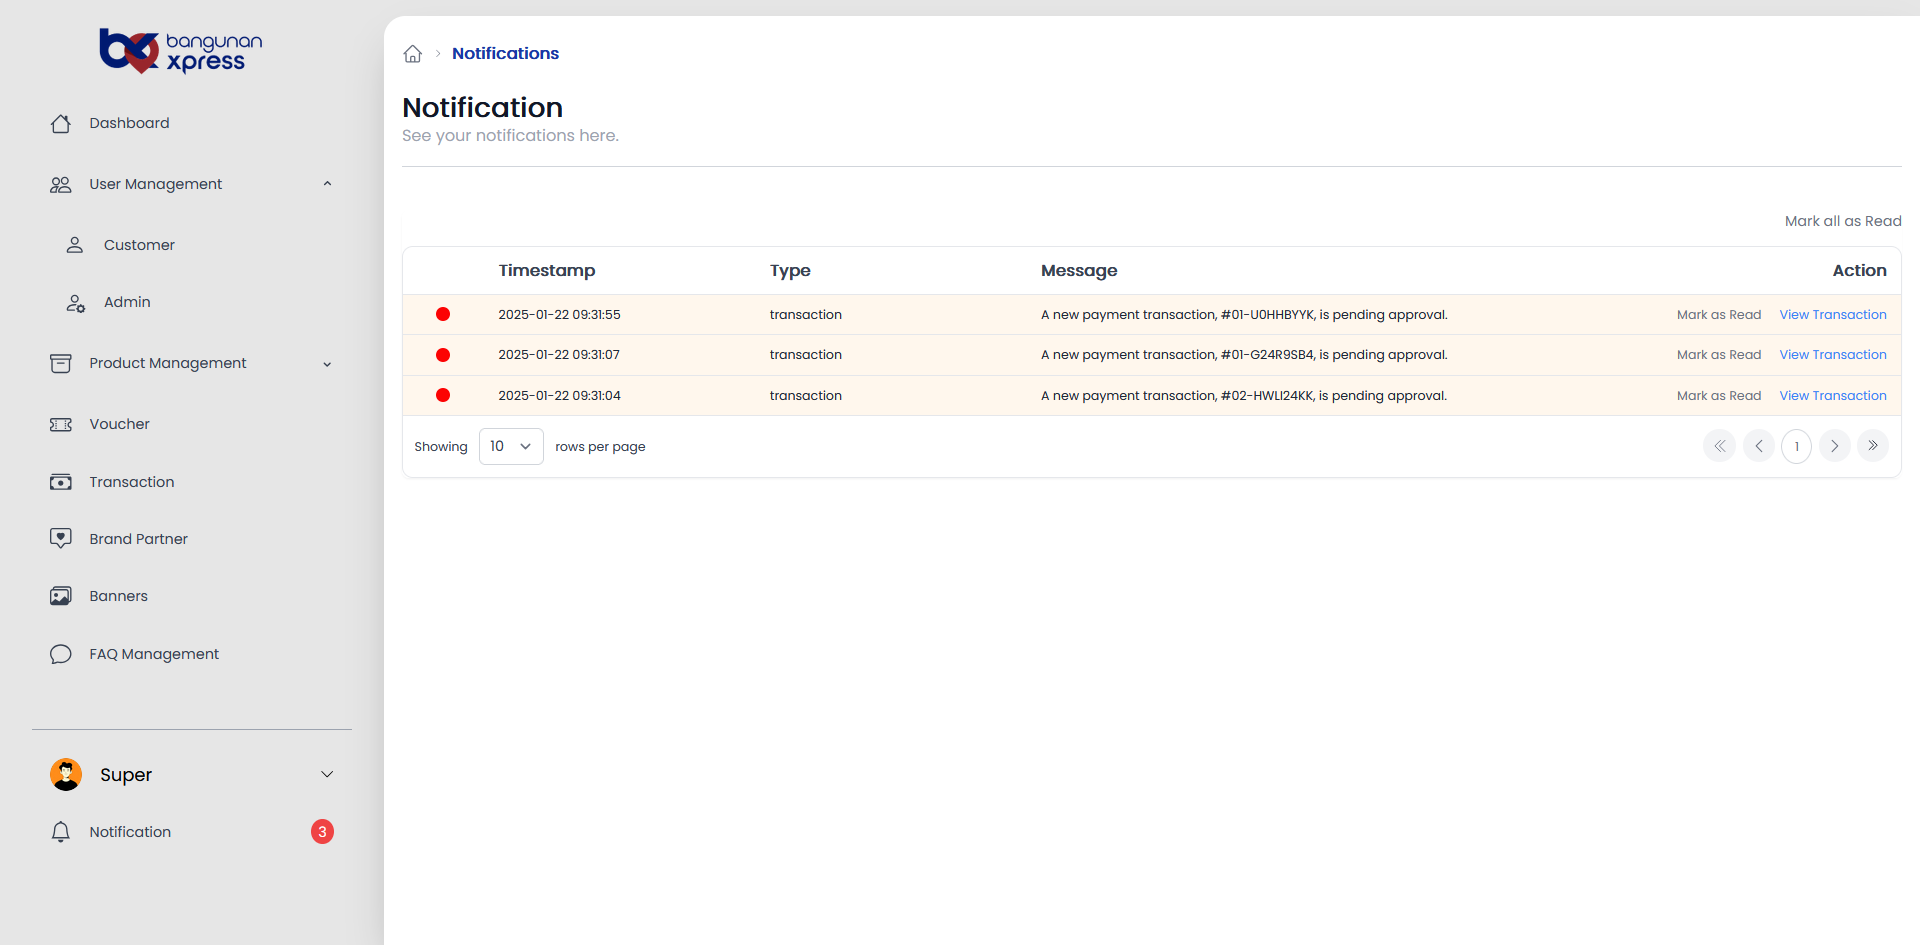 bangunan
xpress
Dashboard
User Management
Customer
Admin
Product Management
Voucher
Transaction
Brand Partner
Banners
FAQ Management
Super
Notification 3
Notifications
Notification
See your notifications here.
Mark all as Read
Timestamp Type Message Action
2025-01-22 09:31:55 transaction A new payment transaction, #01-U0HHBYYK, is pending approval. Mark as Read View Transaction
2025-01-22 09:31:07 transaction A new payment transaction, #01-G24R9SB4, is pending approval. Mark as Read View Transaction
2025-01-22 09:31:04 transaction A new payment transaction, #02-HWLI24KK, is pending approval. Mark as Read View Transaction
Showing 10 rows per page 1